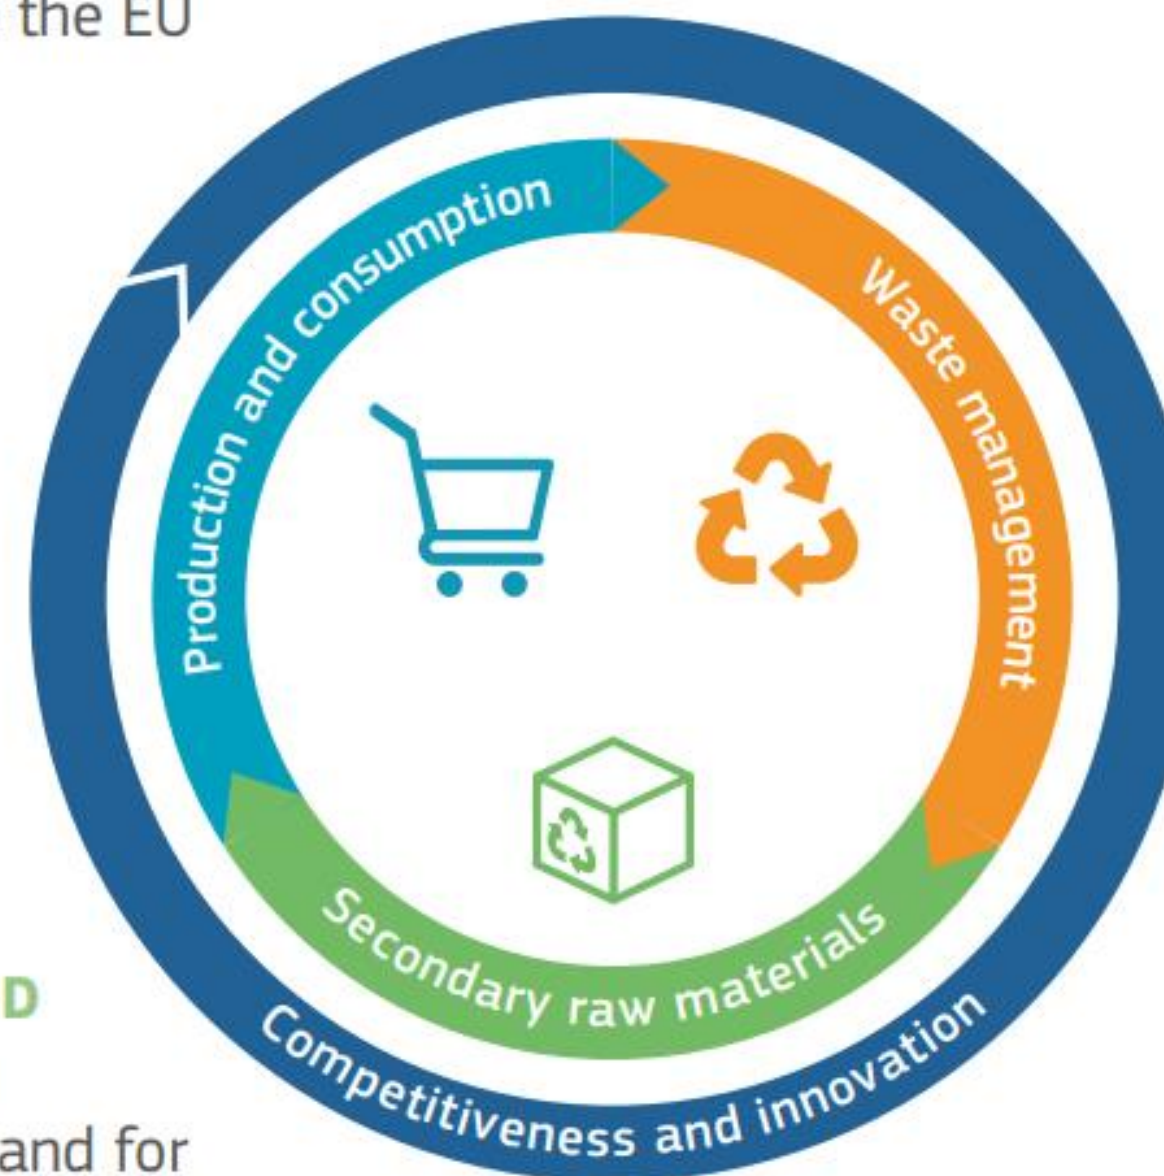 the EU
Production and consumption
Waste management
Secondary raw materials
Competitiveness and innovation
D
and for